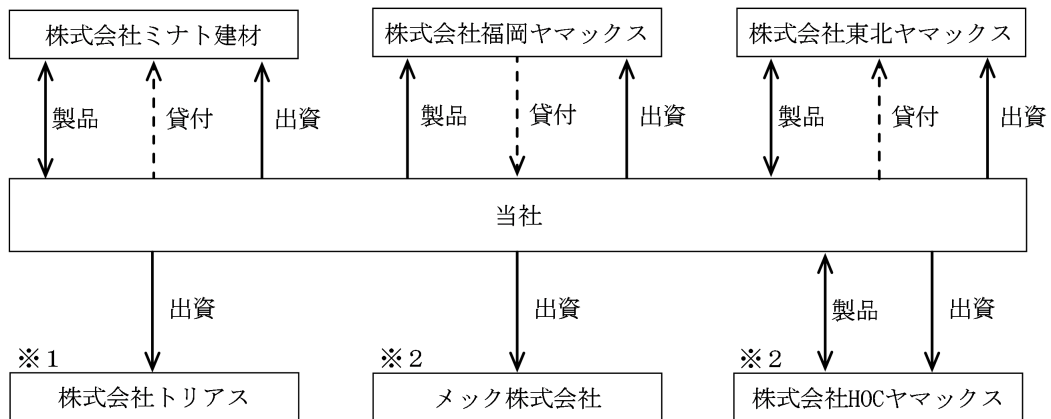 株式会社ミナト建材
株式会社福岡ヤマックス
株式会社東北ヤマックス
製品
貸付
出資
製品
貸付
出資
製品
貸付
出資
当社
出資
出資
製品
出資
※1
※2
※2
株式会社トリアス
メック株式会社
株式会社HOCヤマックス